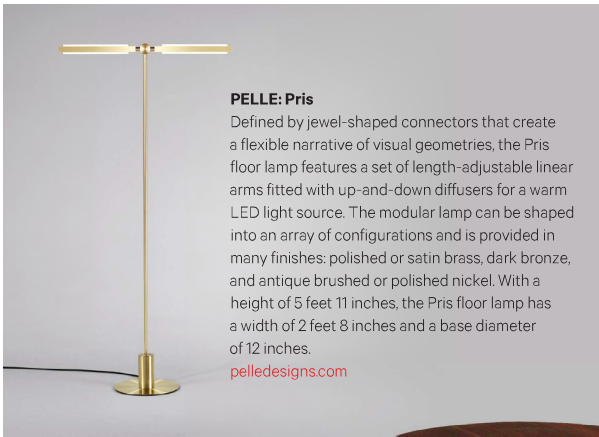 PELLE: Pris
Defined by jewel-shaped connectors that create
a flexible narrative of visual geometries, the Pris
floor lamp features a set of length-adjustable linear
arms fitted with up-and-down diffusers for a warm
LED light source. The modular lamp can be shaped
into an array of configurations and is provided in
many finishes: polished or satin brass, dark bronze,
and antique brushed or polished nickel. With a
height of 5 feet 11 inches, the Pris floor lamp has
a width of 2 feet 8 inches and a base diameter
of 12 inches.
pelledesigns.com